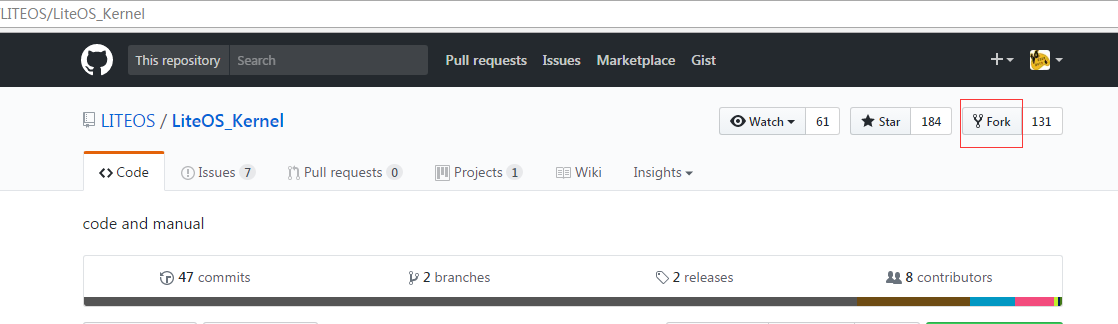 /LITEOS/LiteOS_Kernel
This repository Search Pull requests Issues Marketplace Gist
LITEOS / LiteOS_Kernel Watch 61 Star 184 Fork 131
Code Issues 7 Pull requests 0 Projects 1 Wiki Insights
code and manual
47 commits 2 branches 2 releases 8 contributors